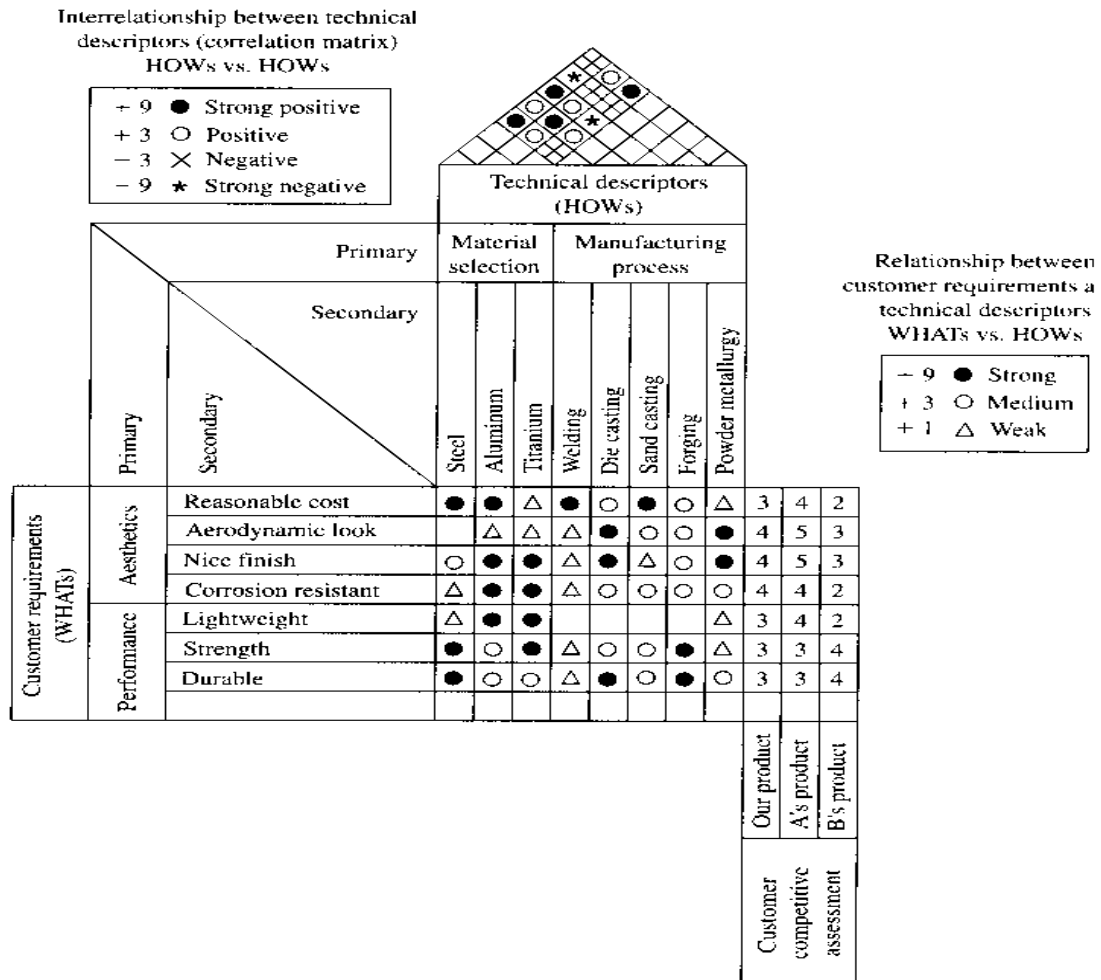 Interrelationship between technical
descriptors (correlation matrix)
HOWs vs. HOWs
+ 9 ● Strong positive
+ 3 ○ Positive
− 3 ✕ Negative
− 9 ★ Strong negative
Technical descriptors
(HOWs)
Primary
Material
selection
Manufacturing
process
Relationship between
customer requirements a
technical descriptors
WHATs vs. HOWs
− 9 ● Strong
+ 3 ○ Medium
+ 1 △ Weak
Secondary
Primary
Secondary
Steel
Aluminum
Titanium
Welding
Die casting
Sand casting
Forging
Powder metallurgy
Customer requirements
(WHATs)
Aesthetics
Performance
Reasonable cost ● ● △ ● ○ ● ○ △ 3 4 2
Aerodynamic look △ △ △ ● ○ ○ ● 4 5 3
Nice finish ○ ● ● △ ● △ ○ ● 4 5 3
Corrosion resistant △ ● ● △ ○ ○ ○ ○ 4 4 2
Lightweight △ ● ● △ 3 4 2
Strength ● ○ ● △ ○ ○ ● △ 3 3 4
Durable ● ○ ○ △ ● ○ ● ○ 3 3 4
Our product
A's product
B's product
Customer
competitive
assessment